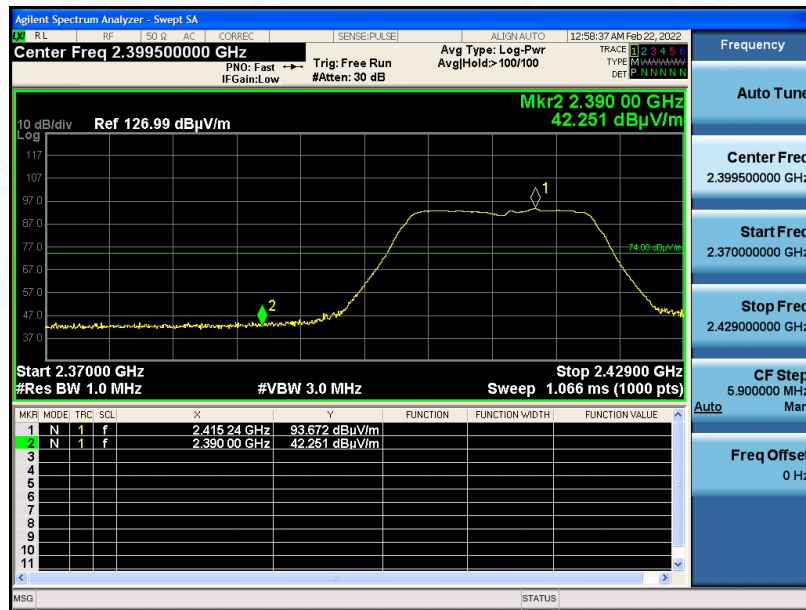 Agilent Spectrum Analyzer - Swept SA
LXI RL RF 50 Ω AC CORREC SENSE:PULSE ALIGN AUTO 12:58:37 AM Feb 22, 2022
Center Freq 2.399500000 GHz
PNO: Fast
IFGain:Low
Trig: Free Run
#Atten: 30 dB
Avg Type: Log-Pwr
Avg|Hold:>100/100
TRACE 1 2 3 4 5 6
TYPE M WWWWW
DET P N N N N N
Mkr2 2.390 00 GHz
42.251 dBµV/m
10 dB/div
Log
Ref 126.99 dBµV/m
117
107
97.0
87.0
77.0
67.0
57.0
47.0
37.0
74.00 dBµV/m
1
2
Start 2.37000 GHz
Stop 2.42900 GHz
#Res BW 1.0 MHz #VBW 3.0 MHz Sweep 1.066 ms (1000 pts)
MKR MODE TRC SCL X Y FUNCTION FUNCTION WIDTH FUNCTION VALUE
1 N 1 f 2.415 24 GHz 93.672 dBµV/m
2 N 1 f 2.390 00 GHz 42.251 dBµV/m
3
4
5
6
7
8
9
10
11
MSG STATUS
Frequency
Auto Tune
Center Freq
2.399500000 GHz
Start Freq
2.370000000 GHz
Stop Freq
2.429000000 GHz
CF Step
5.900000 MHz
Auto Man
Freq Offset
0 Hz